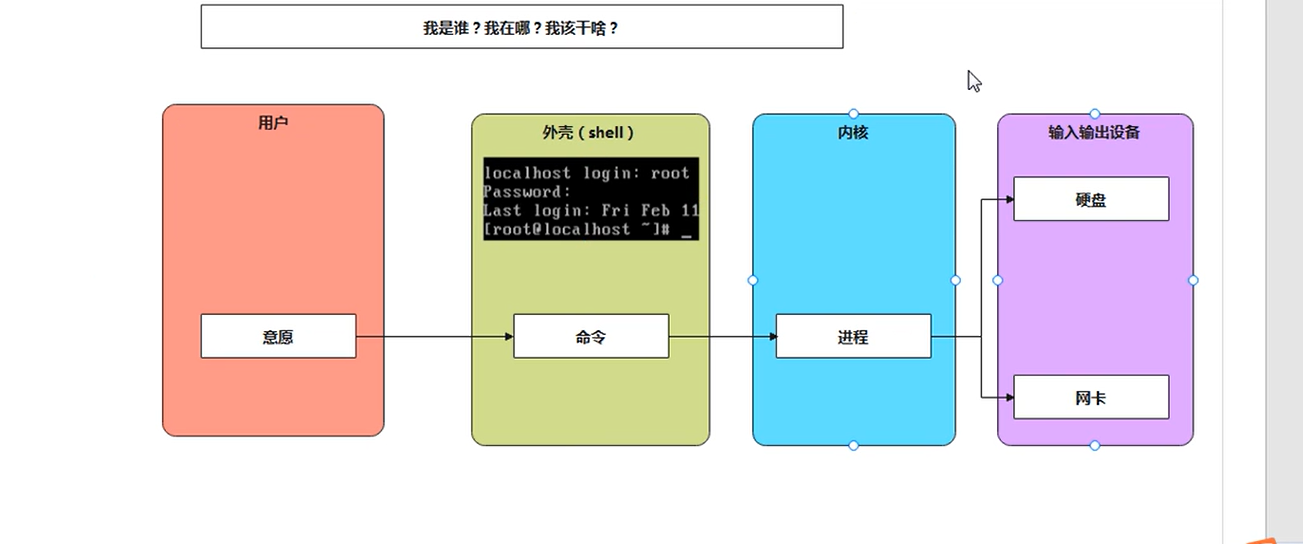 我是谁？我在哪？我该干啥？
用户
外壳（shell）
内核
输入输出设备
localhost login: root
Password:
Last login: Fri Feb 11
[root@localhost ~]# _
硬盘
意愿
命令
进程
网卡